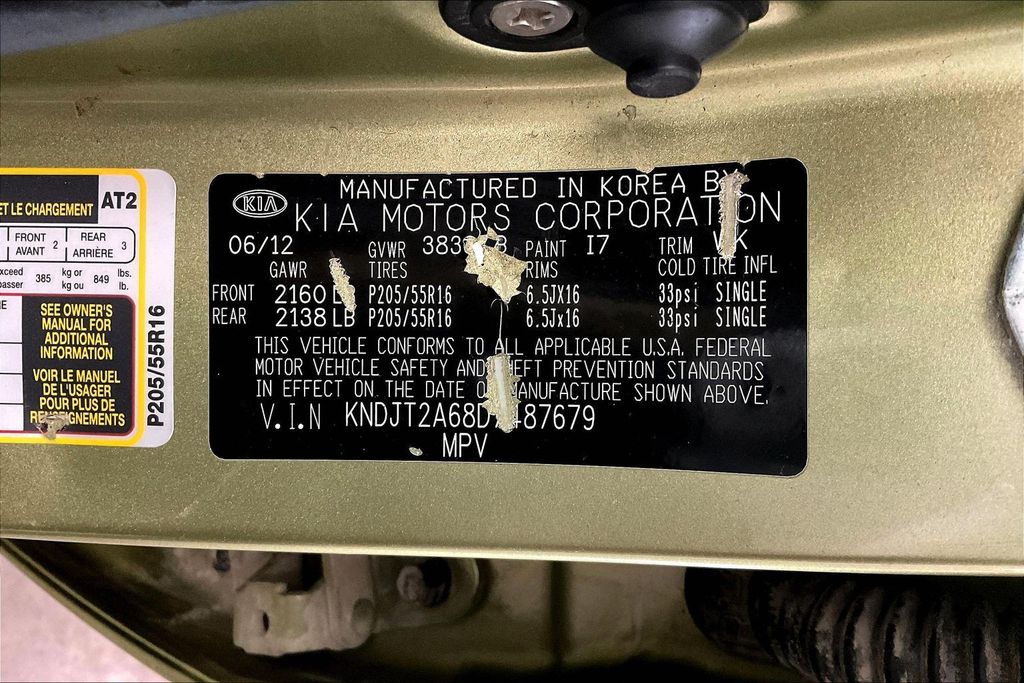 ET LE CHARGEMENT AT2
FRONT AVANT 2 REAR ARRIÈRE 3
385 kg or kg ou 849 lbs. lb.
SEE OWNER'S
MANUAL FOR
ADDITIONAL
INFORMATION
VOIR LE MANUEL
DE L'USAGER
POUR PLUS DE
RENSEIGNEMENTS
P205/55R16
KIA
MANUFACTURED IN KOREA BY
KIA MOTORS CORPORATION
06/12 GVWR PAINT I7 TRIM
GAWR TIRES RIMS COLD TIRE INFL
FRONT 2160 LB P205/55R16 6.5JX16 33psi SINGLE
REAR 2138 LB P205/55R16 6.5Jx16 33psi SINGLE
THIS VEHICLE CONFORMS TO ALL APPLICABLE U.S.A. FEDERAL
MOTOR VEHICLE SAFETY AND THEFT PREVENTION STANDARDS
IN EFFECT ON THE DATE OF MANUFACTURE SHOWN ABOVE.
V.I.N
MPV